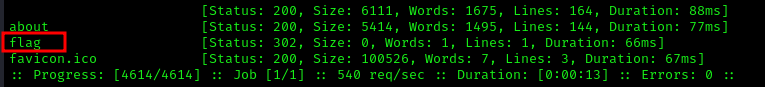 [Status: 200, Size: 6111, Words: 1675, Lines: 164, Duration: 88ms]
about [Status: 200, Size: 5414, Words: 1495, Lines: 144, Duration: 77ms]
flag [Status: 302, Size: 0, Words: 1, Lines: 1, Duration: 66ms]
favicon.ico [Status: 200, Size: 100526, Words: 7, Lines: 3, Duration: 67ms]
:: Progress: [4614/4614] :: Job [1/1] :: 540 req/sec :: Duration: [0:00:13] :: Errors: 0 ::